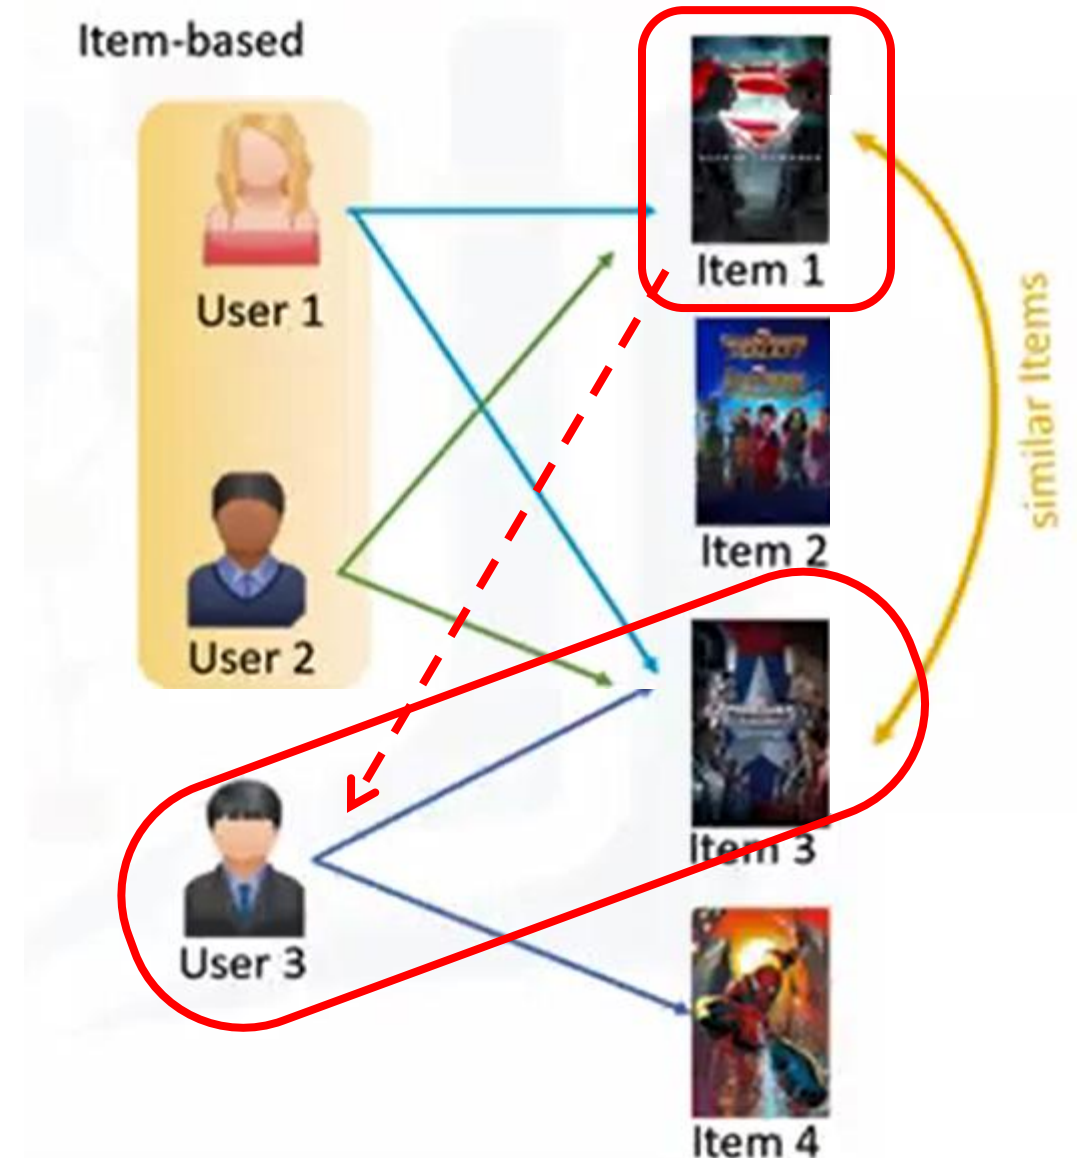 Item-based
User 1
User 2
User 3
Item 1
Item 2
Item 3
Item 4
similar Items